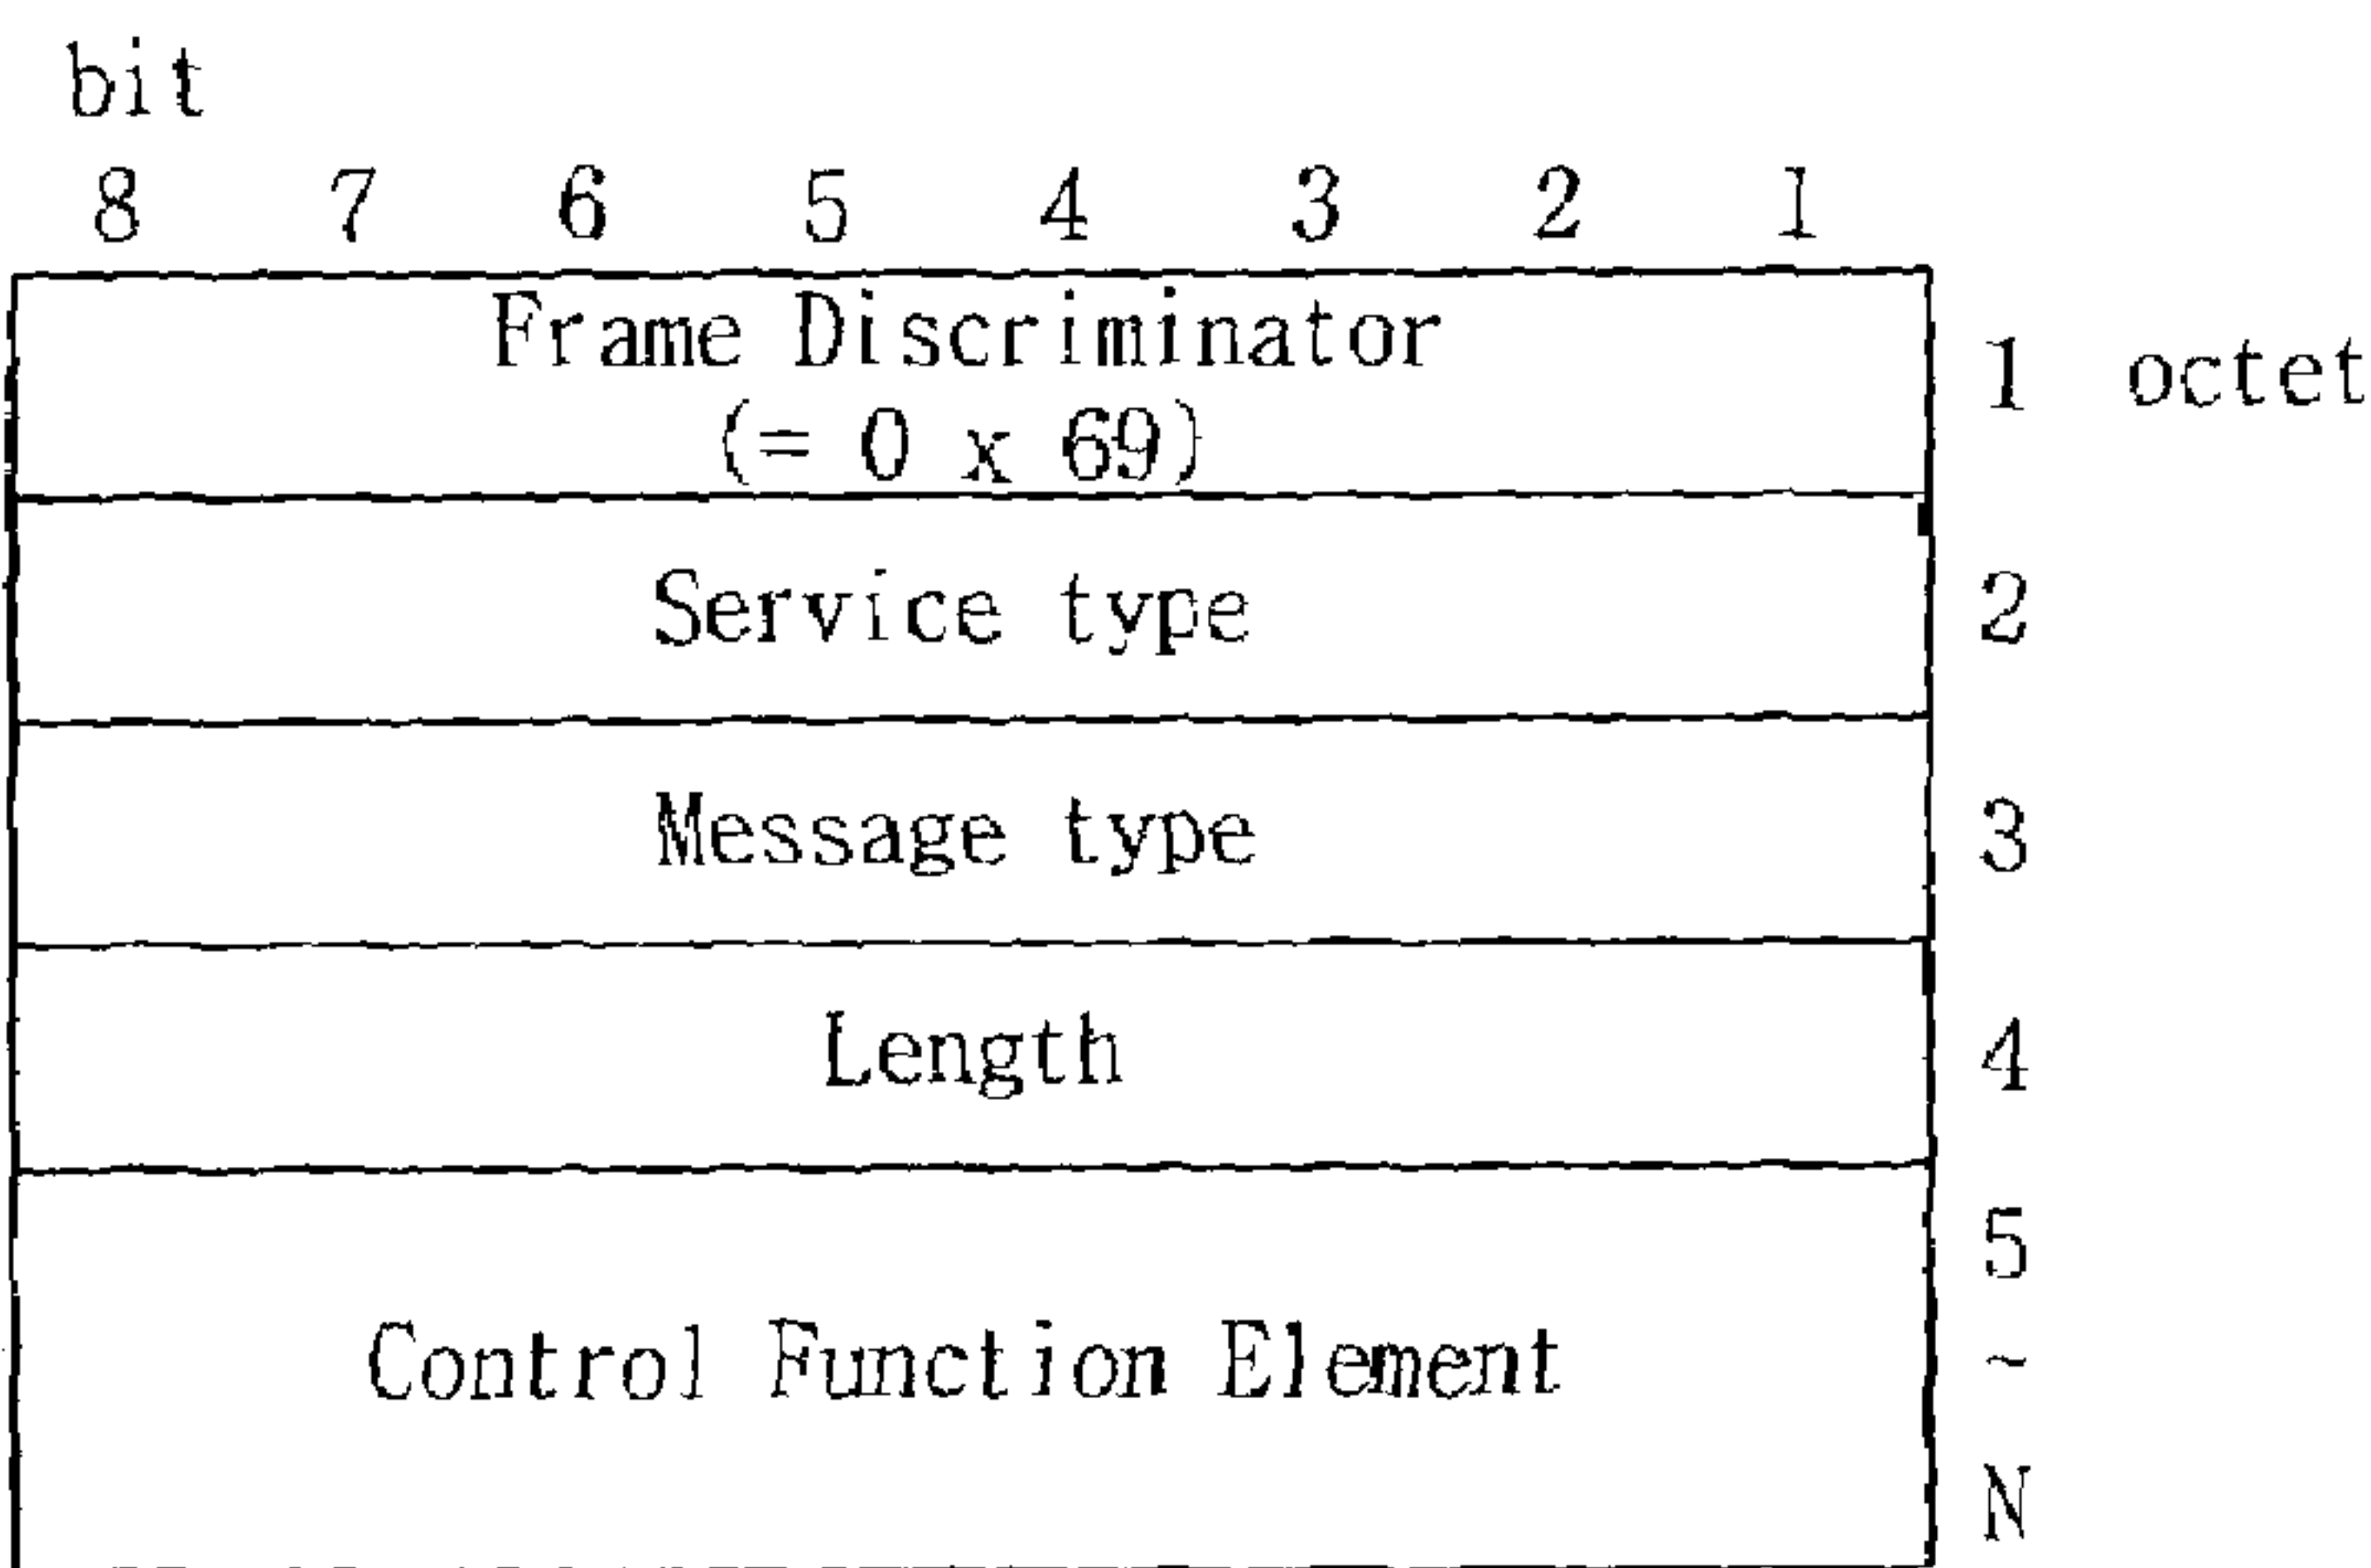 bit
8 7 6 5 4 3 2 1
Frame Discriminator
(= 0 x 69)
1 octet
Service type
2
Message type
3
Length
4
5
Control Function Element
~
N